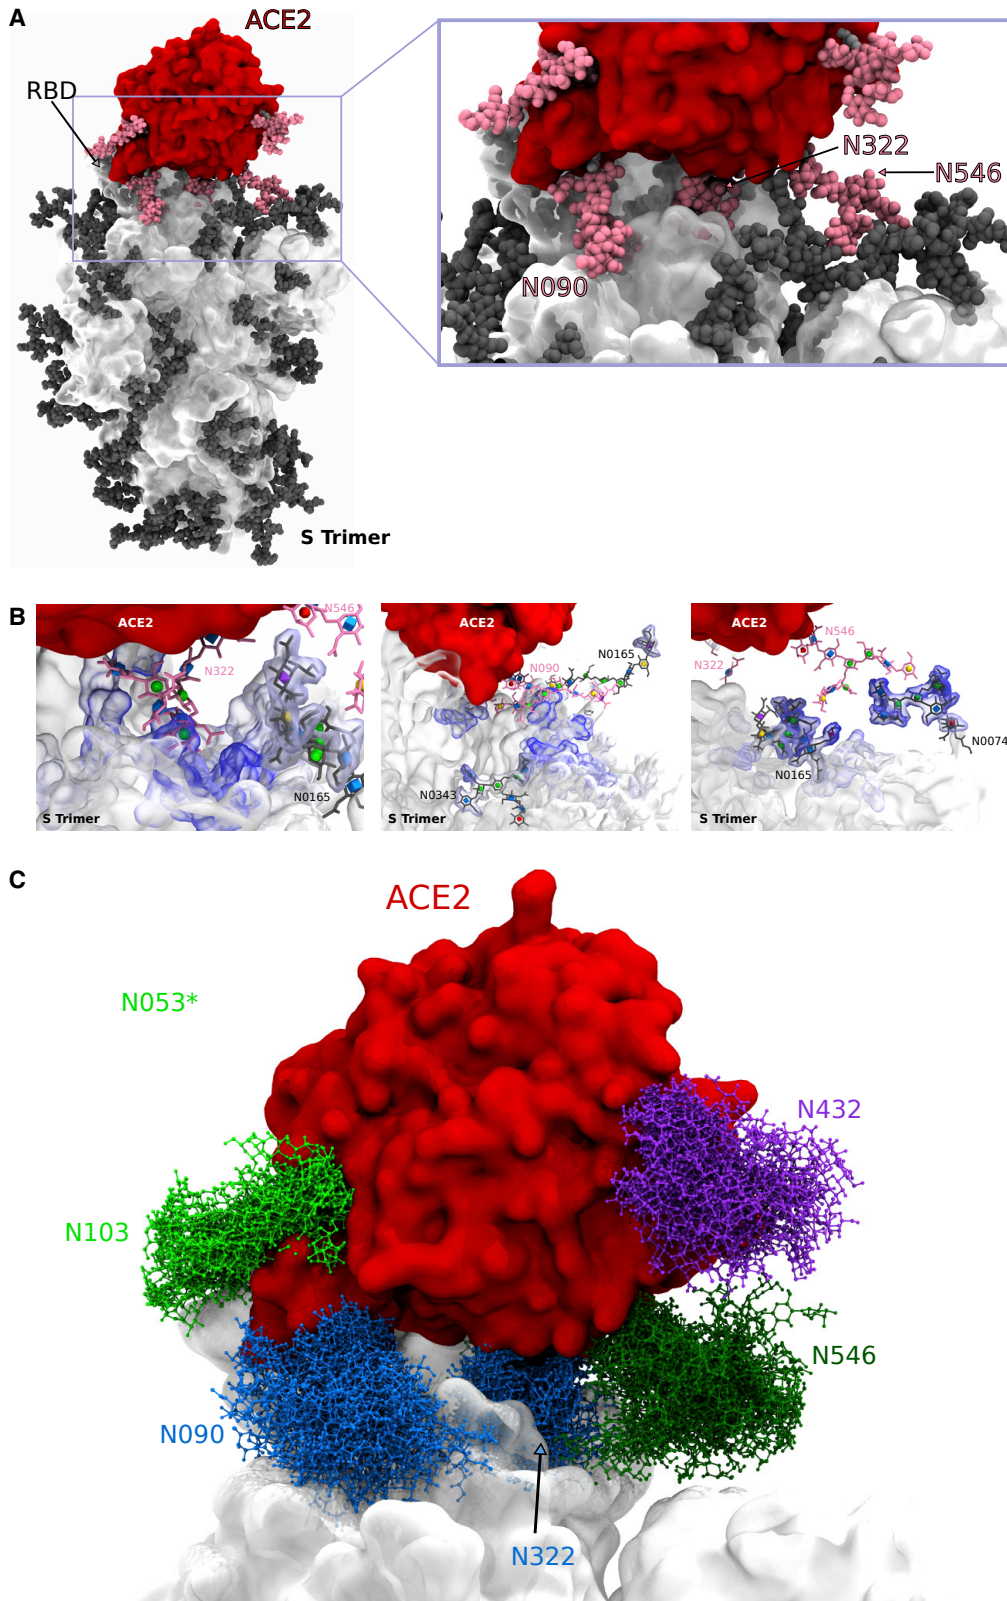 A
ACE2
RBD
N322
N546
N090
S Trimer
B
ACE2
N546
N322
N0165
S Trimer
ACE2
N0165
N090
N0343
S Trimer
ACE2
N546
N322
N0074
N0165
S Trimer
C
ACE2
N053*
N432
N103
N546
N090
N322